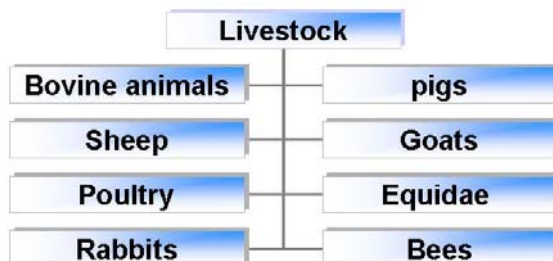 Livestock
Bovine animals
pigs
Sheep
Goats
Poultry
Equidae
Rabbits
Bees